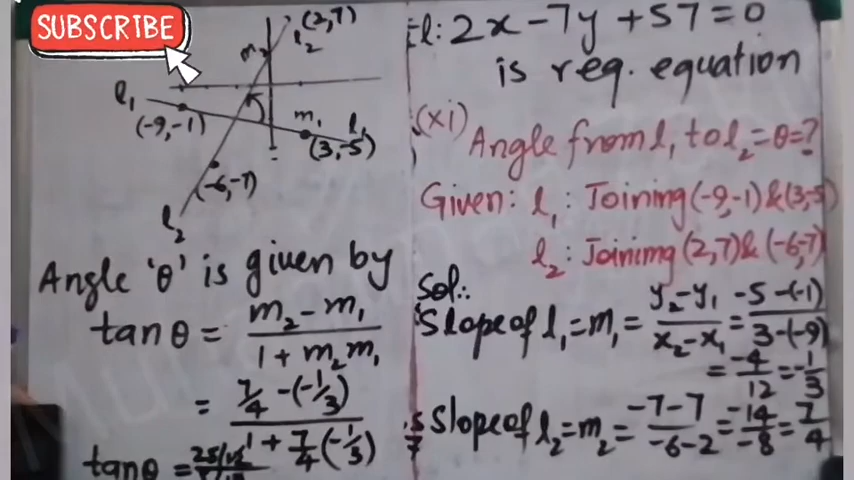 SUBSCRIBE
(2,7)
l₂
m₂
l₁
(-9,-1)
m₁
l₁
(3,-5)
(-6,-7)
l₂
Angle 'θ' is given by
tanθ = m₂-m₁ / 1+m₂m₁
= 7/4-(-1/3) / 1+7/4(-1/3)
tanθ = 25/12
l: 2x-7y+57=0
is req. equation
(xi)
Angle from l₁ to l₂=θ=?
Given: l₁: Joining (-9,-1)&(3,-5)
l₂: Joining (2,7)&(-6,-7)
Sol:
Slope of l₁=m₁= y₂-y₁ / x₂-x₁ = -5-(-1) / 3-(-9)
= -4/12 = -1/3
Slope of l₂=m₂= -7-7 / -6-2 = -14/-8 = 7/4